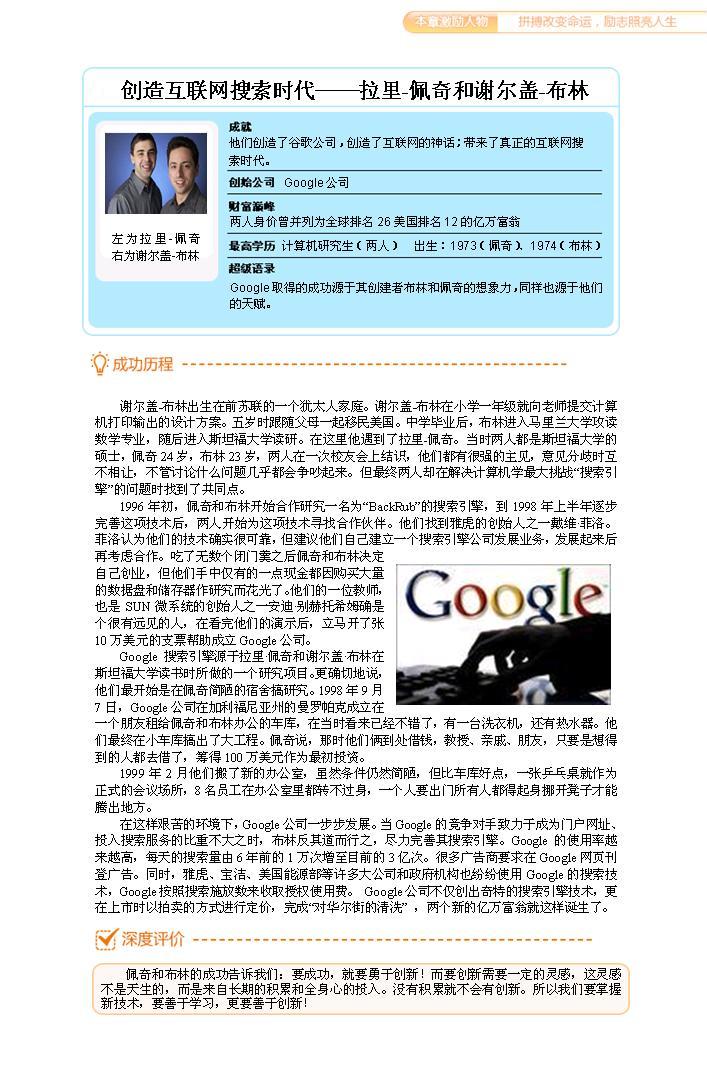 本章激励人物 拼搏改变命运，励志照亮人生
创造互联网搜索时代——拉里-佩奇和谢尔盖-布林
左为拉里-佩奇
右为谢尔盖-布林
成就
他们创造了谷歌公司，创造了互联网的神话；带来了真正的互联网搜
索时代。
创始公司 Google公司
财富巅峰
两人身价曾并列为全球排名 26 美国排名 12 的亿万富翁
最高学历 计算机研究生（两人） 出生：1973（佩奇）、1974（布林）
超级语录
Google 取得的成功源于其创建者布林和佩奇的想象力，同样也源于他们
的天赋。
成功历程
谢尔盖-布林出生在前苏联的一个犹太人家庭。谢尔盖-布林在小学一年级就向老师提交计算
机打印输出的设计方案。五岁时跟随父母一起移民美国。中学毕业后，布林进入马里兰大学攻读
数学专业，随后进入斯坦福大学读研。在这里他遇到了拉里-佩奇。当时两人都是斯坦福大学的
硕士，佩奇 24 岁，布林 23 岁，两人在一次校友会上结识，他们都有很强的主见，意见分歧时互
不相让，不管讨论什么问题几乎都会争吵起来。但最终两人却在解决计算机学最大挑战“搜索引
擎”的问题时找到了共同点。
1996 年初，佩奇和布林开始合作研究一名为“BackRub”的搜索引擎，到 1998 年上半年逐步
完善这项技术后，两人开始为这项技术寻找合作伙伴。他们找到雅虎的创始人之一戴维·菲洛。
菲洛认为他们的技术确实很可靠，但建议他们自己建立一个搜索引擎公司发展业务，发展起来后
再考虑合作。吃了无数个闭门羹之后佩奇和布林决定
自己创业，但他们手中仅有的一点现金都因购买大量
的数据盘和储存器作研究而花光了。他们的一位教师，
也是 SUN 微系统的创始人之一安迪·别赫托希姆确是
个很有远见的人，在看完他们的演示后，立马开了张
10 万美元的支票帮助成立 Google 公司。
Google 搜索引擎源于拉里·佩奇和谢尔盖·布林在
斯坦福大学读书时所做的一个研究项目。更确切地说，
他们最开始是在佩奇简陋的宿舍搞研究。1998 年 9 月
7 日，Google 公司在加利福尼亚州的曼罗帕克成立在
一个朋友租给佩奇和布林办公的车库，在当时看来已经不错了，有一台洗衣机，还有热水器。他
们最终在小车库搞出了大工程。佩奇说，那时他们俩到处借钱，教授、亲戚、朋友，只要是想得
到的人都去借了，筹得 100 万美元作为最初投资。
1999 年 2 月他们搬了新的办公室，虽然条件仍然简陋，但比车库好点，一张乒乓桌就作为
正式的会议场所，8 名员工在办公室里都转不过身，一个人要出门所有人都得起身挪开凳子才能
腾出地方。
在这样艰苦的环境下，Google 公司一步步发展。当 Google 的竞争对手致力于成为门户网址、
投入搜索服务的比重不大之时，布林反其道而行之，尽力完善其搜索引擎。Google 的使用率越
来越高，每天的搜索量由 6 年前的 1 万次增至目前的 3 亿次。很多广告商要求在 Google 网页刊
登广告。同时，雅虎、宝洁、美国能源部等许多大公司和政府机构也纷纷使用 Google 的搜索技
术，Google 按照搜索施放数来收取授权使用费。 Google 公司不仅创出奇特的搜索引擎技术，更
在上市时以拍卖的方式进行定价，完成“对华尔街的清洗” ，两个新的亿万富翁就这样诞生了。
Google
深度评价
佩奇和布林的成功告诉我们：要成功，就要勇于创新！而要创新需要一定的灵感，这灵感
不是天生的，而是来自长期的积累和全身心的投入。没有积累就不会有创新。所以我们要掌握
新技术，要善于学习，更要善于创新！